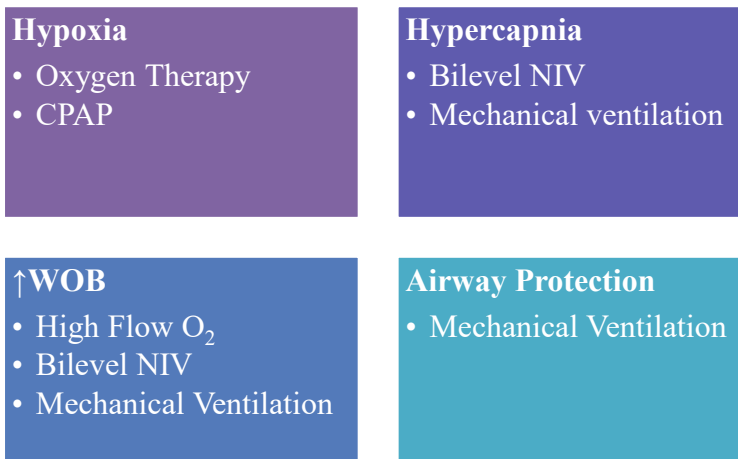 Hypoxia
• Oxygen Therapy
• CPAP
Hypercapnia
• Bilevel NIV
• Mechanical ventilation
↑WOB
• High Flow O₂
• Bilevel NIV
• Mechanical Ventilation
Airway Protection
• Mechanical Ventilation